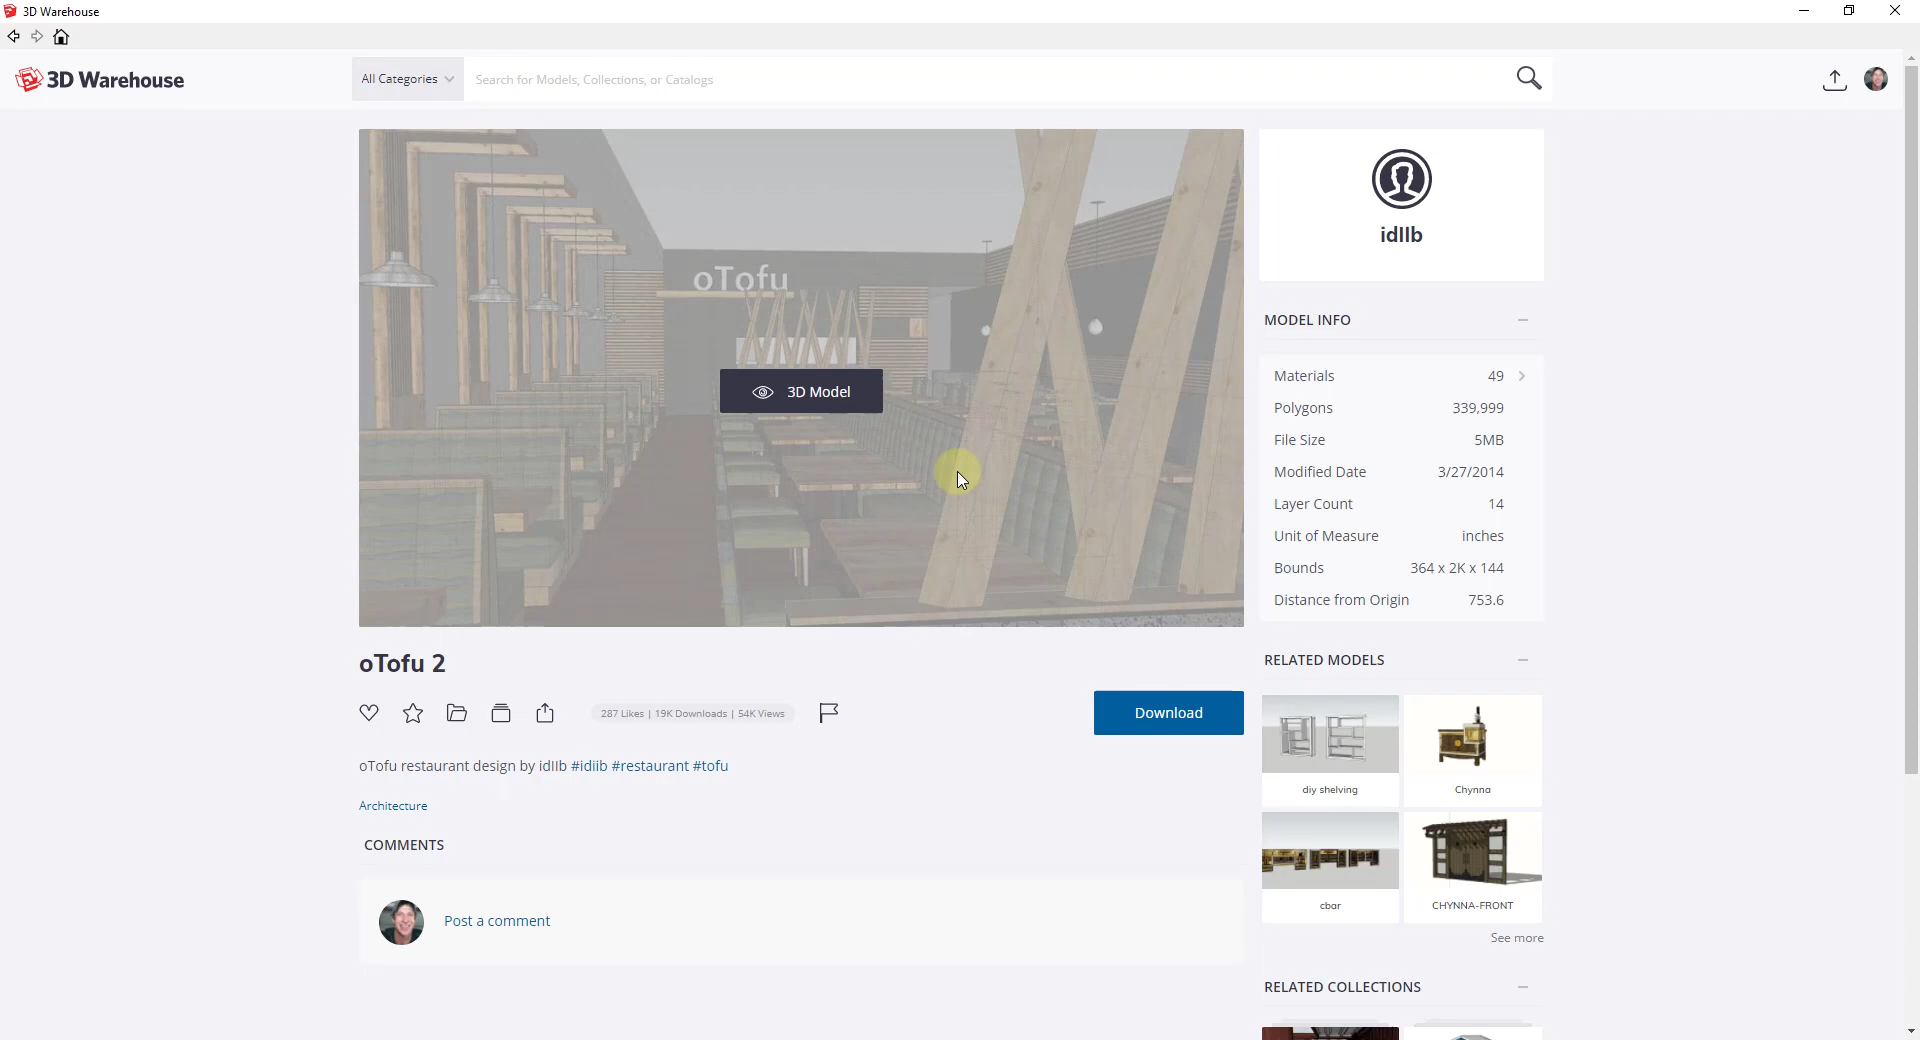 3D Warehouse
3D Warehouse
All Categories
Search for Models, Collections, or Catalogs
oTofu
3D Model
idIIb
MODEL INFO
Materials 49
Polygons 339,999
File Size 5MB
Modified Date 3/27/2014
Layer Count 14
Unit of Measure inches
Bounds 364 x 2K x 144
Distance from Origin 753.6
oTofu 2
287 Likes | 19K Downloads | 54K Views
Download
oTofu restaurant design by idIIb #idiib #restaurant #tofu
Architecture
COMMENTS
Post a comment
RELATED MODELS
diy shelving
Chynna
cbar
CHYNNA-FRONT
See more
RELATED COLLECTIONS